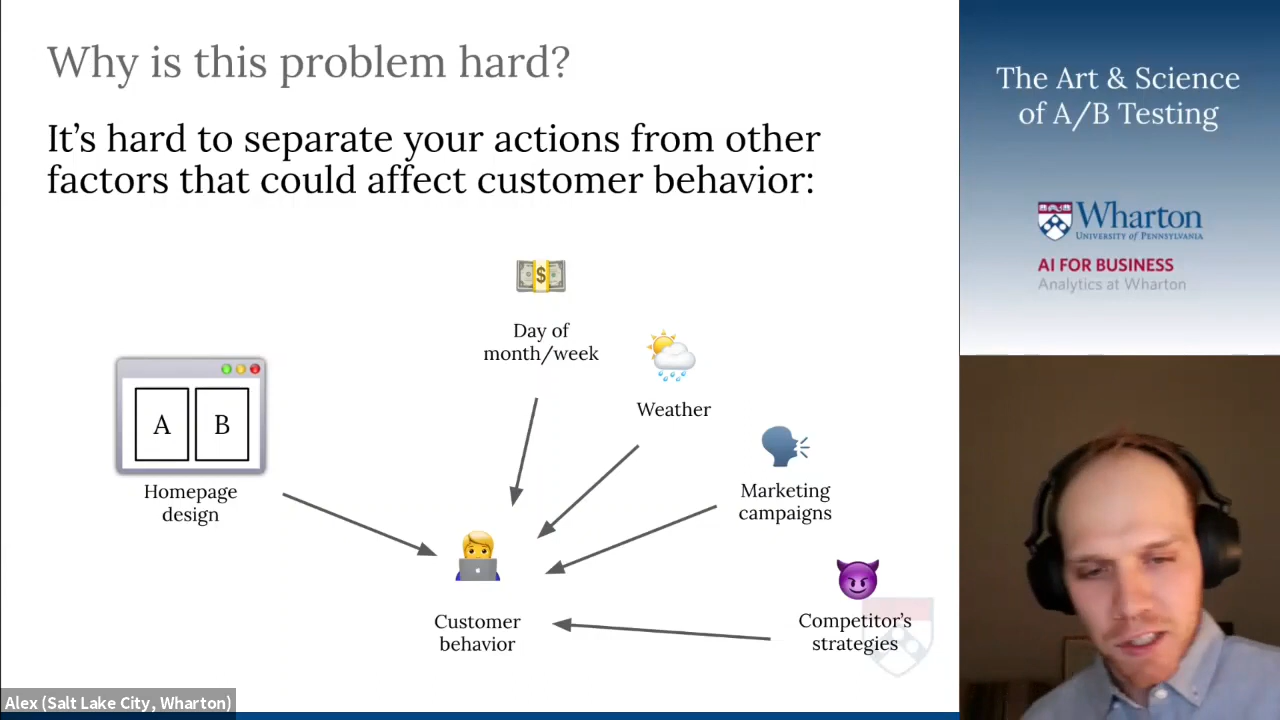 Why is this problem hard?
It's hard to separate your actions from other
factors that could affect customer behavior:
$
Day of
month/week
Weather
A B
Homepage
design
Marketing
campaigns
Customer
behavior
Competitor's
strategies
Alex (Salt Lake City, Wharton)
The Art & Science
of A/B Testing
Wharton
UNIVERSITY of PENNSYLVANIA
AI FOR BUSINESS
Analytics at Wharton